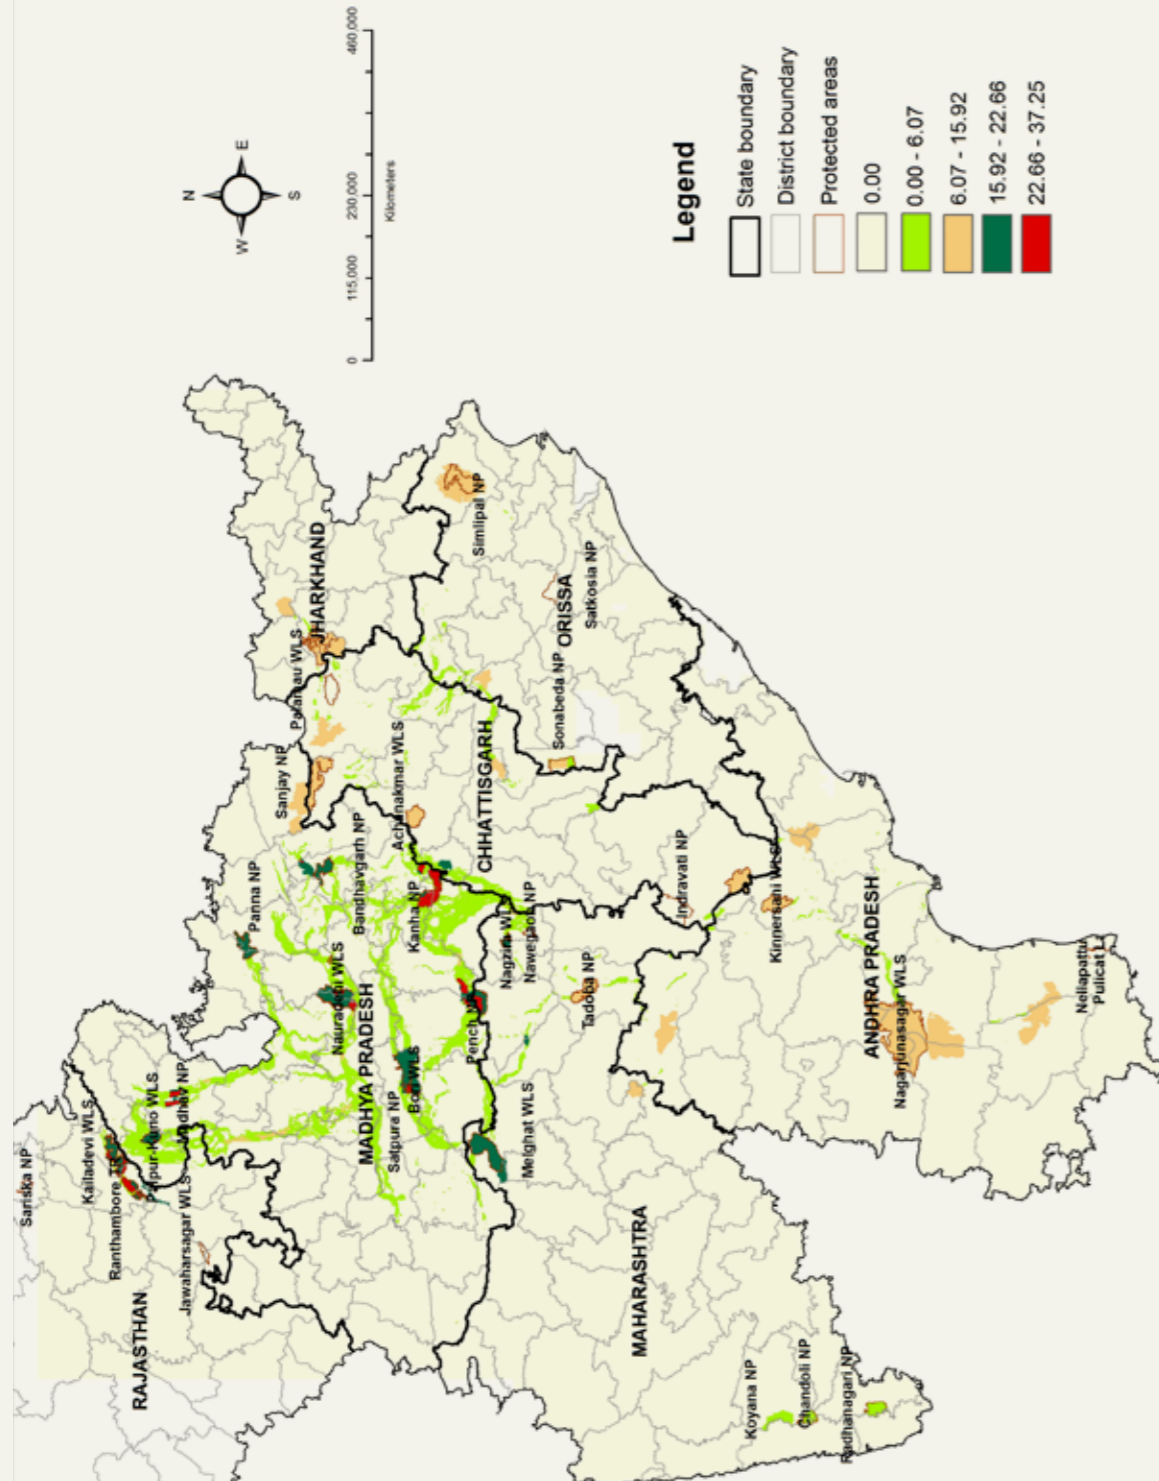 N
W
E
S
0
115,000
230,000
460,000
Kilometers
Legend
State boundary
District boundary
Protected areas
0.00
0.00 - 6.07
6.07 - 15.92
15.92 - 22.66
22.66 - 37.25
Sariska NP
Kailadevi WLS
Ranthambore TR
Palpur-Kuno WLS
Madhav NP
Jawaharsagar WLS
RAJASTHAN
Panna NP
Sanjay NP
Palamau WLS
JHARKHAND
Bandhavgarh NP
Nauradehi WLS
MADHYA PRADESH
Satpura NP
Bori WLS
Kanha NP
Achanakmar WLS
Pench NP
CHHATTISGARH
Simlipal NP
Satkosia NP
ORISSA
Sonabeda NP
Nagzira WLS
Nawegaon NP
Melghat WLS
Tadoba NP
Indravati NP
MAHARASHTRA
Kinnersani WLS
ANDHRA PRADESH
Nagarjunasagar WLS
Koyana NP
Chandoli NP
Radhanagari NP
Nellapattu
Pulicat L